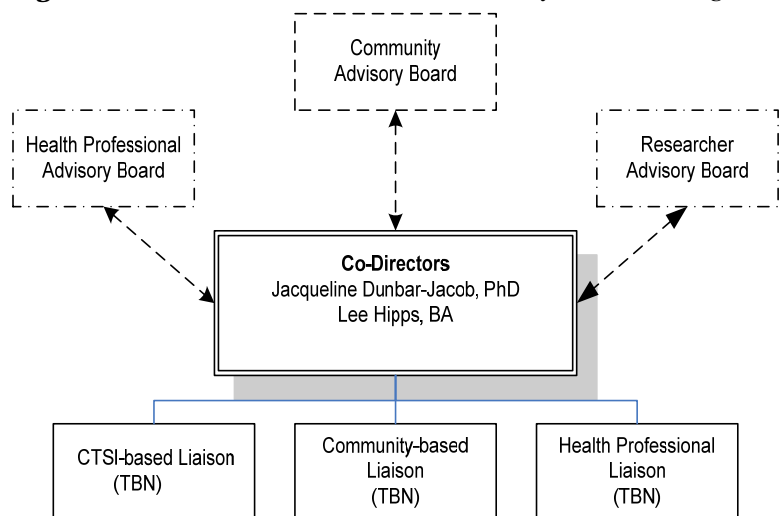 Community
Advisory Board
Health Professional
Advisory Board
Researcher
Advisory Board
Co-Directors
Jacqueline Dunbar-Jacob, PhD
Lee Hipps, BA
CTSI-based Liaison
(TBN)
Community-based
Liaison
(TBN)
Health Professional
Liaison
(TBN)